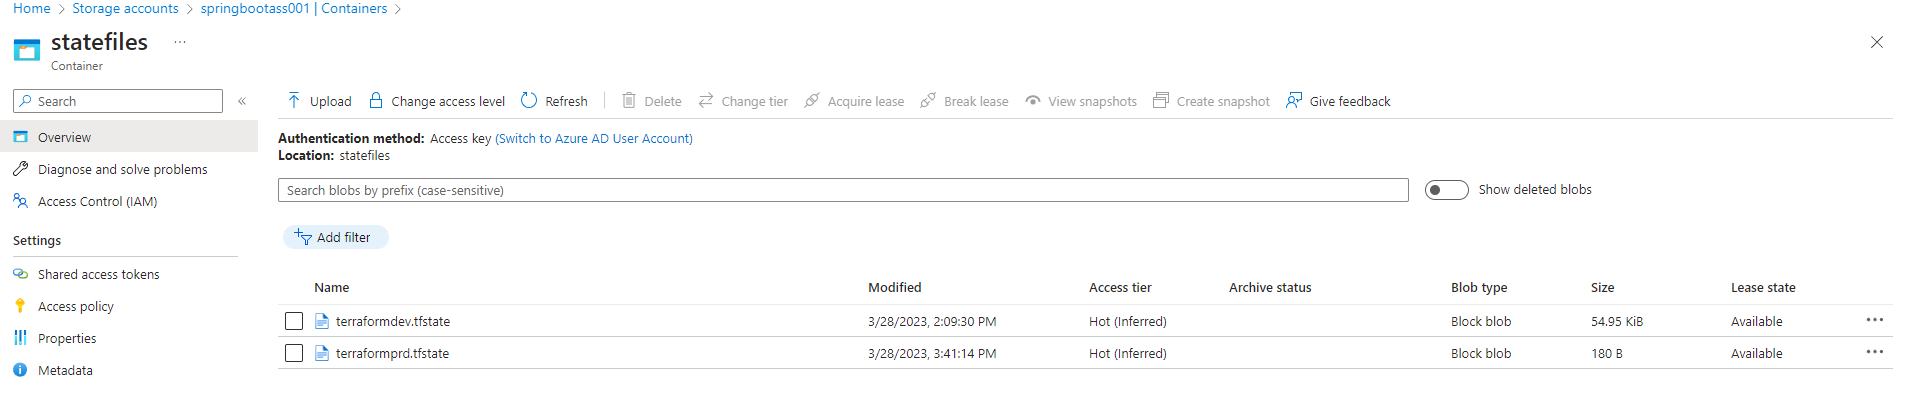 Home > Storage accounts > springbootass001 | Containers >
statefiles ...
Container
Search «
Upload Change access level Refresh Delete Change tier Acquire lease Break lease View snapshots Create snapshot Give feedback
Overview
Diagnose and solve problems
Access Control (IAM)
Settings
Shared access tokens
Access policy
Properties
Metadata
Authentication method: Access key (Switch to Azure AD User Account)
Location: statefiles
Search blobs by prefix (case-sensitive)
Show deleted blobs
Add filter
Name Modified Access tier Archive status Blob type Size Lease state
terraformdev.tfstate 3/28/2023, 2:09:30 PM Hot (Inferred) Block blob 54.95 KiB Available ...
terraformprd.tfstate 3/28/2023, 3:41:14 PM Hot (Inferred) Block blob 180 B Available ...